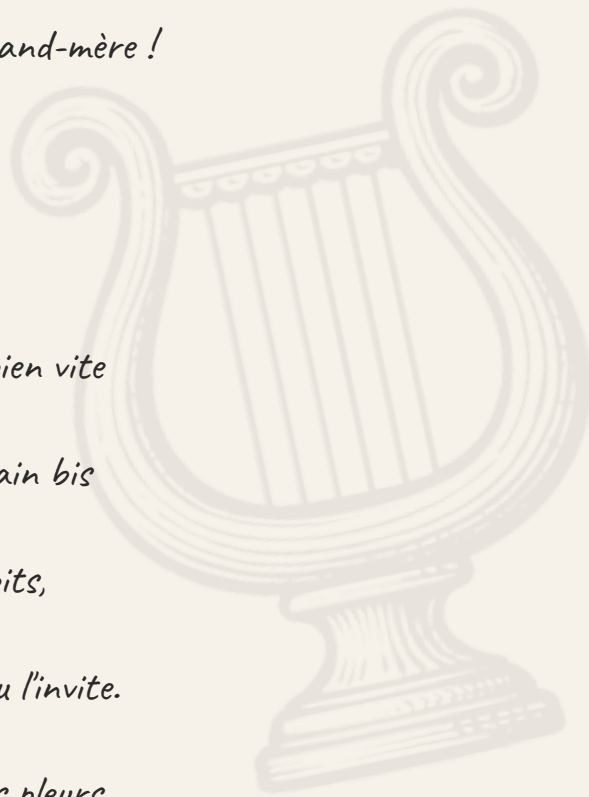 and-mère !
ien vite
ain bis
its,
u l'invite.
s pleurs